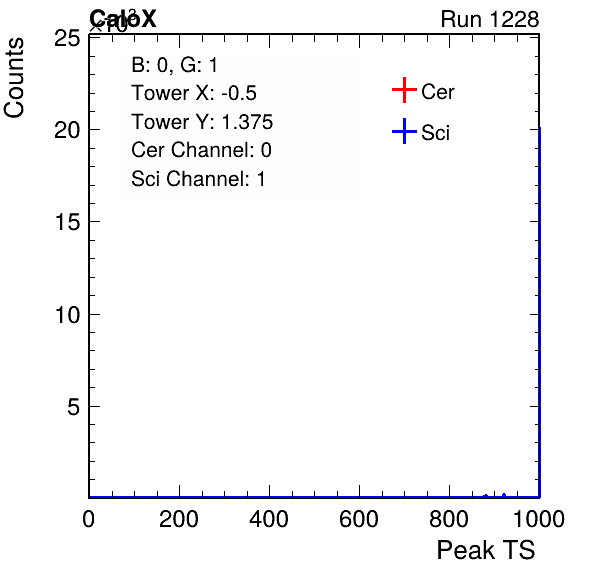 CaloX Run 1228
×10³
25
20
15
10
5
Counts
B: 0, G: 1
Tower X: -0.5
Tower Y: 1.375
Cer Channel: 0
Sci Channel: 1
Cer
Sci
0 200 400 600 800 1000
Peak TS